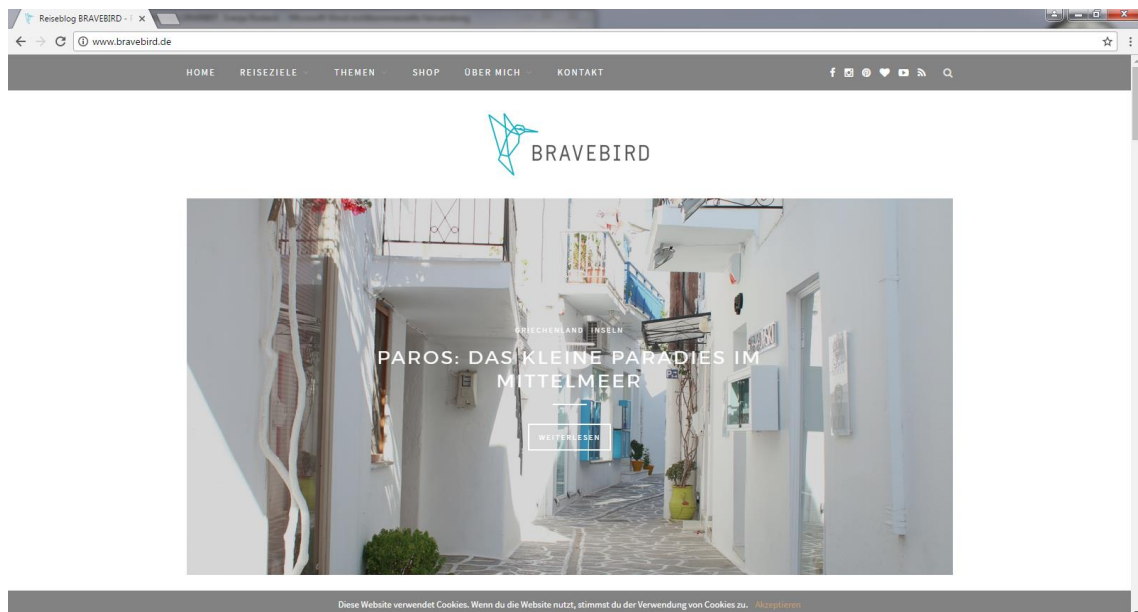 Reiseblog BRAVEBIRD - F
www.bravebird.de
HOME REISEZIELE THEMEN SHOP ÜBER MICH KONTAKT
BRAVEBIRD
GRIECHENLAND INSELN
PAROS: DAS KLEINE PARADIES IM
MITTELMEER
WEITERLESEN
Diese Website verwendet Cookies. Wenn du die Website nutzt, stimmst du der Verwendung von Cookies zu. Akzeptieren